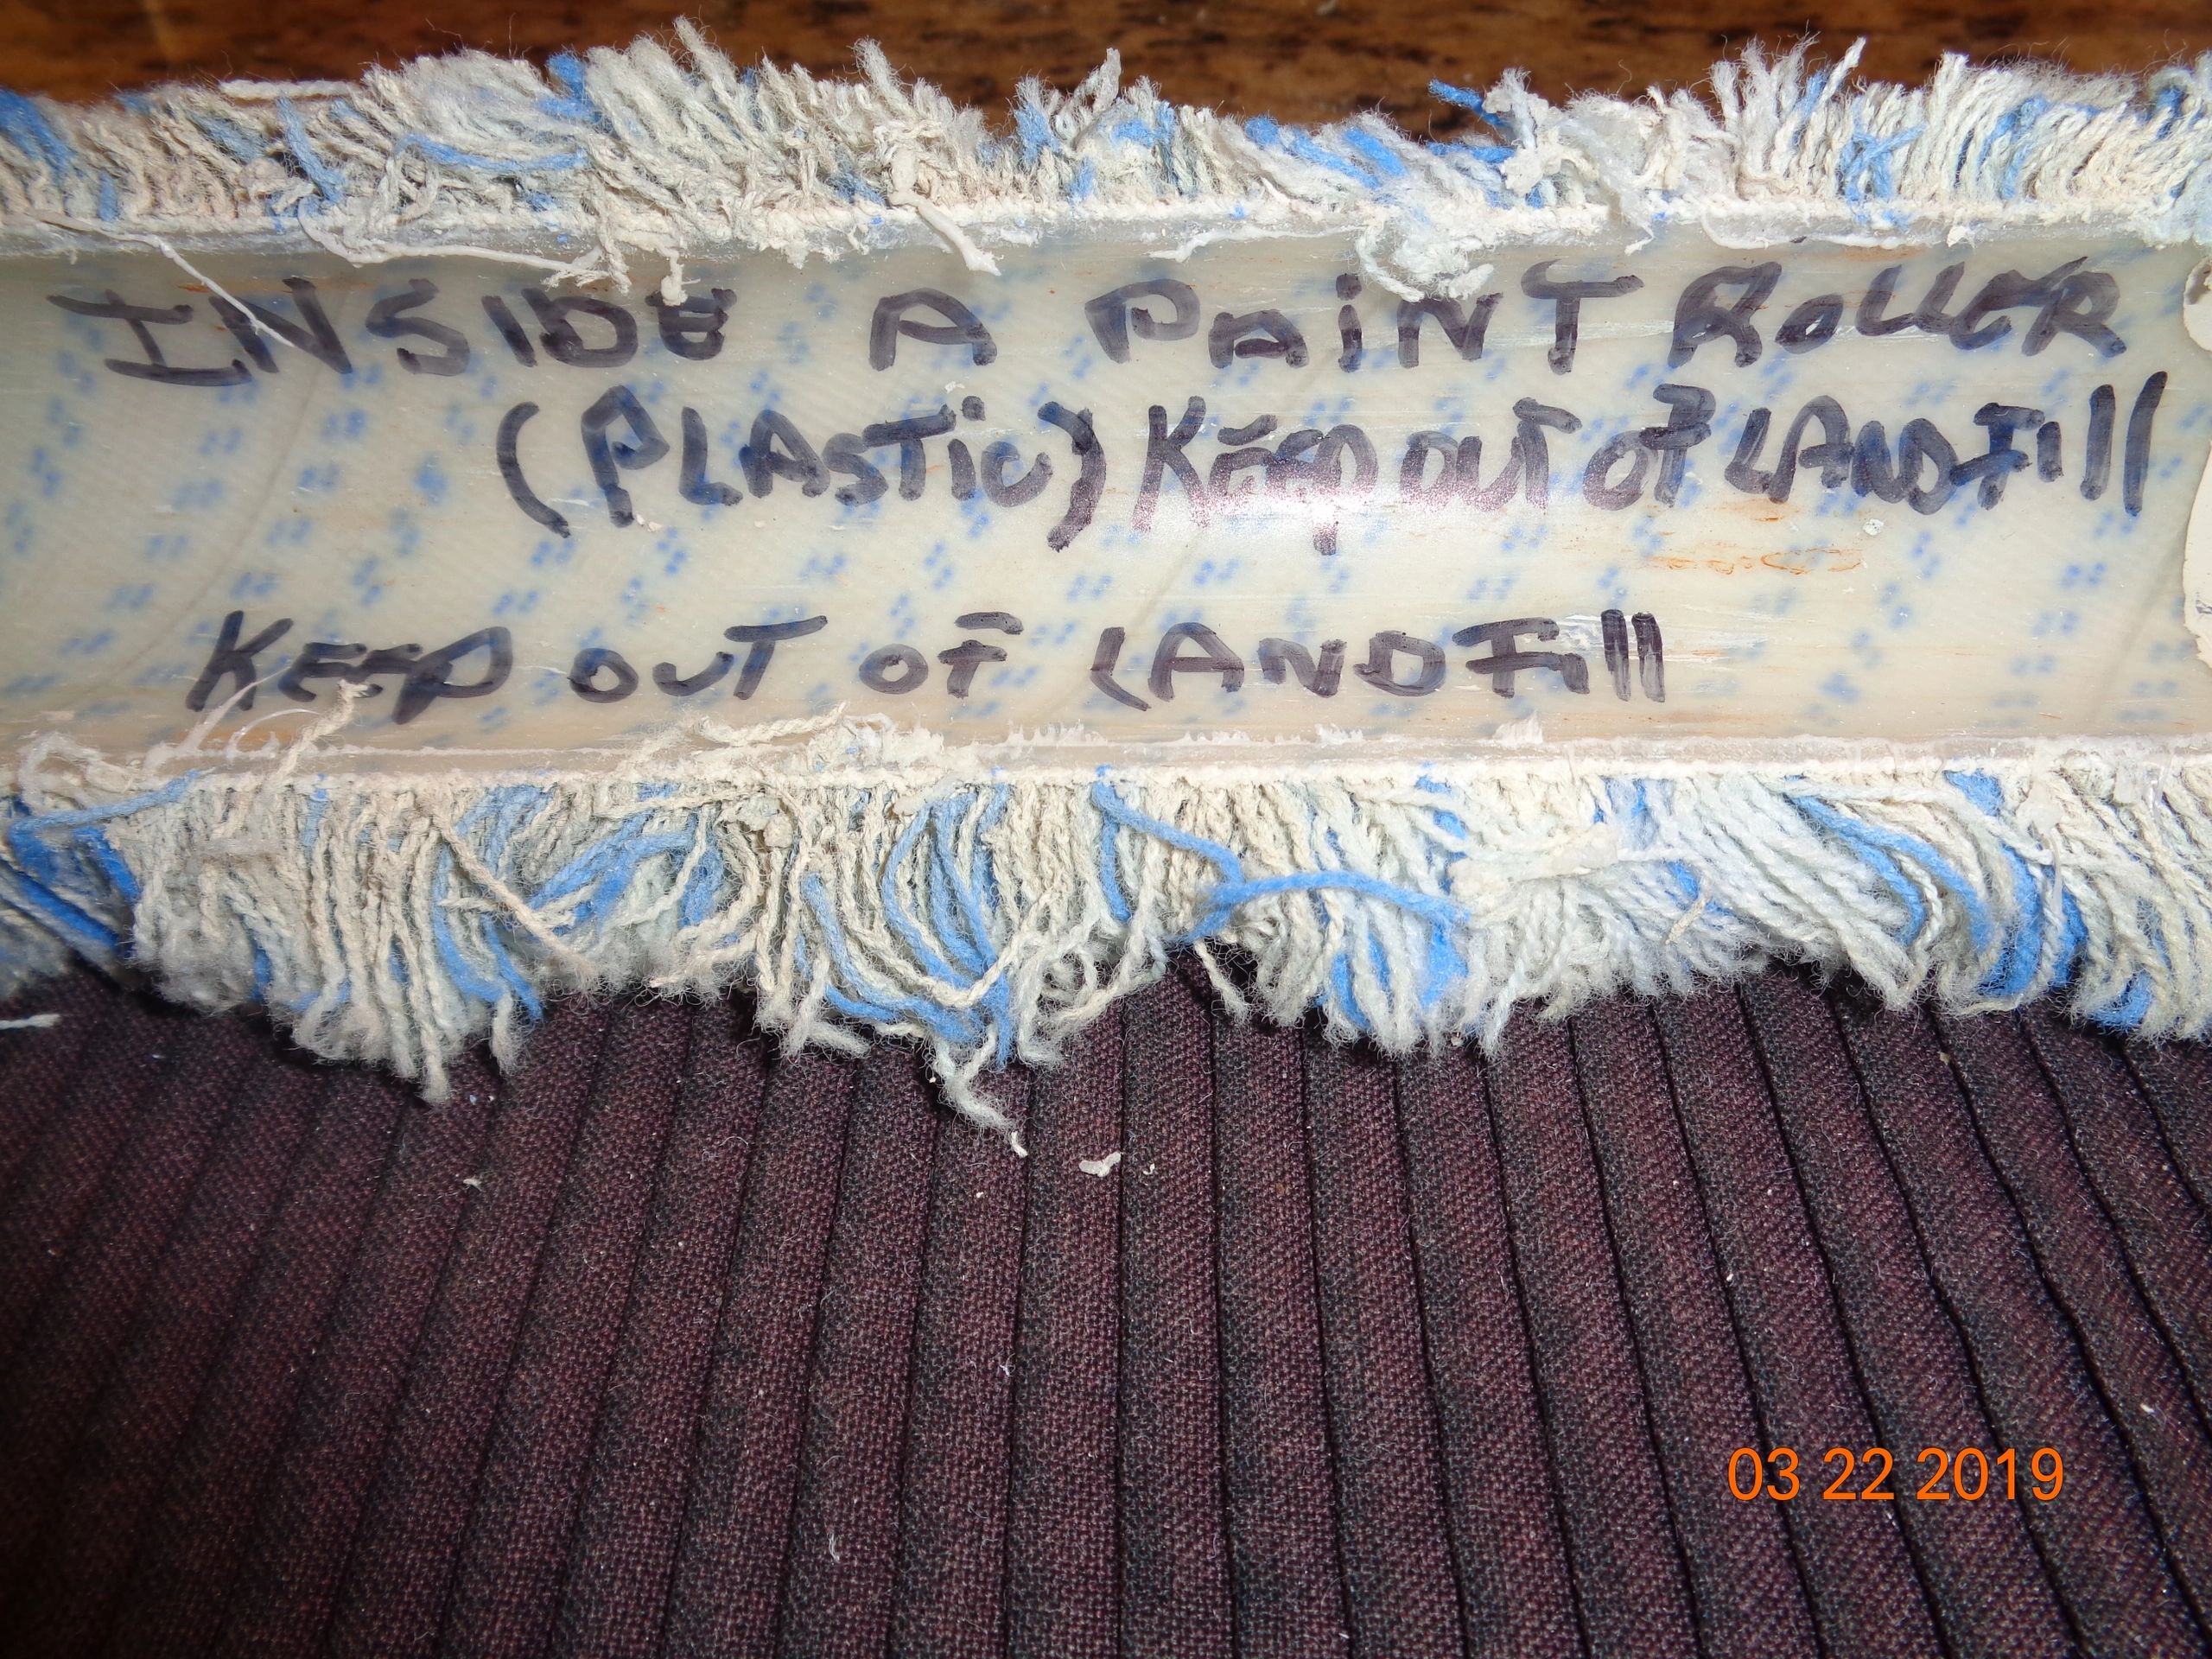 INSIDE A PAiNT ROLLER
(PLASTiC) KEEP OUT OF LANDFill
KEEP OUT OF LANDFill
03 22 2019